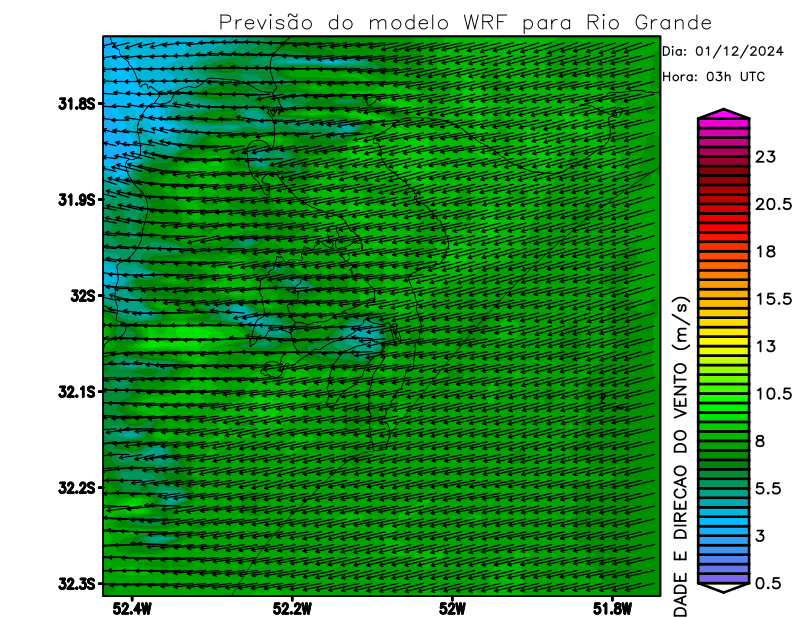 Previsão do modelo WRF para Rio Grande
Dia: 01/12/2024
Hora: 03h UTC
31.8S
31.9S
32S
32.1S
32.2S
32.3S
52.4W
52.2W
52W
51.8W
23
20.5
18
15.5
13
10.5
8
5.5
3
0.5
DADE E DIRECAO DO VENTO (m/s)